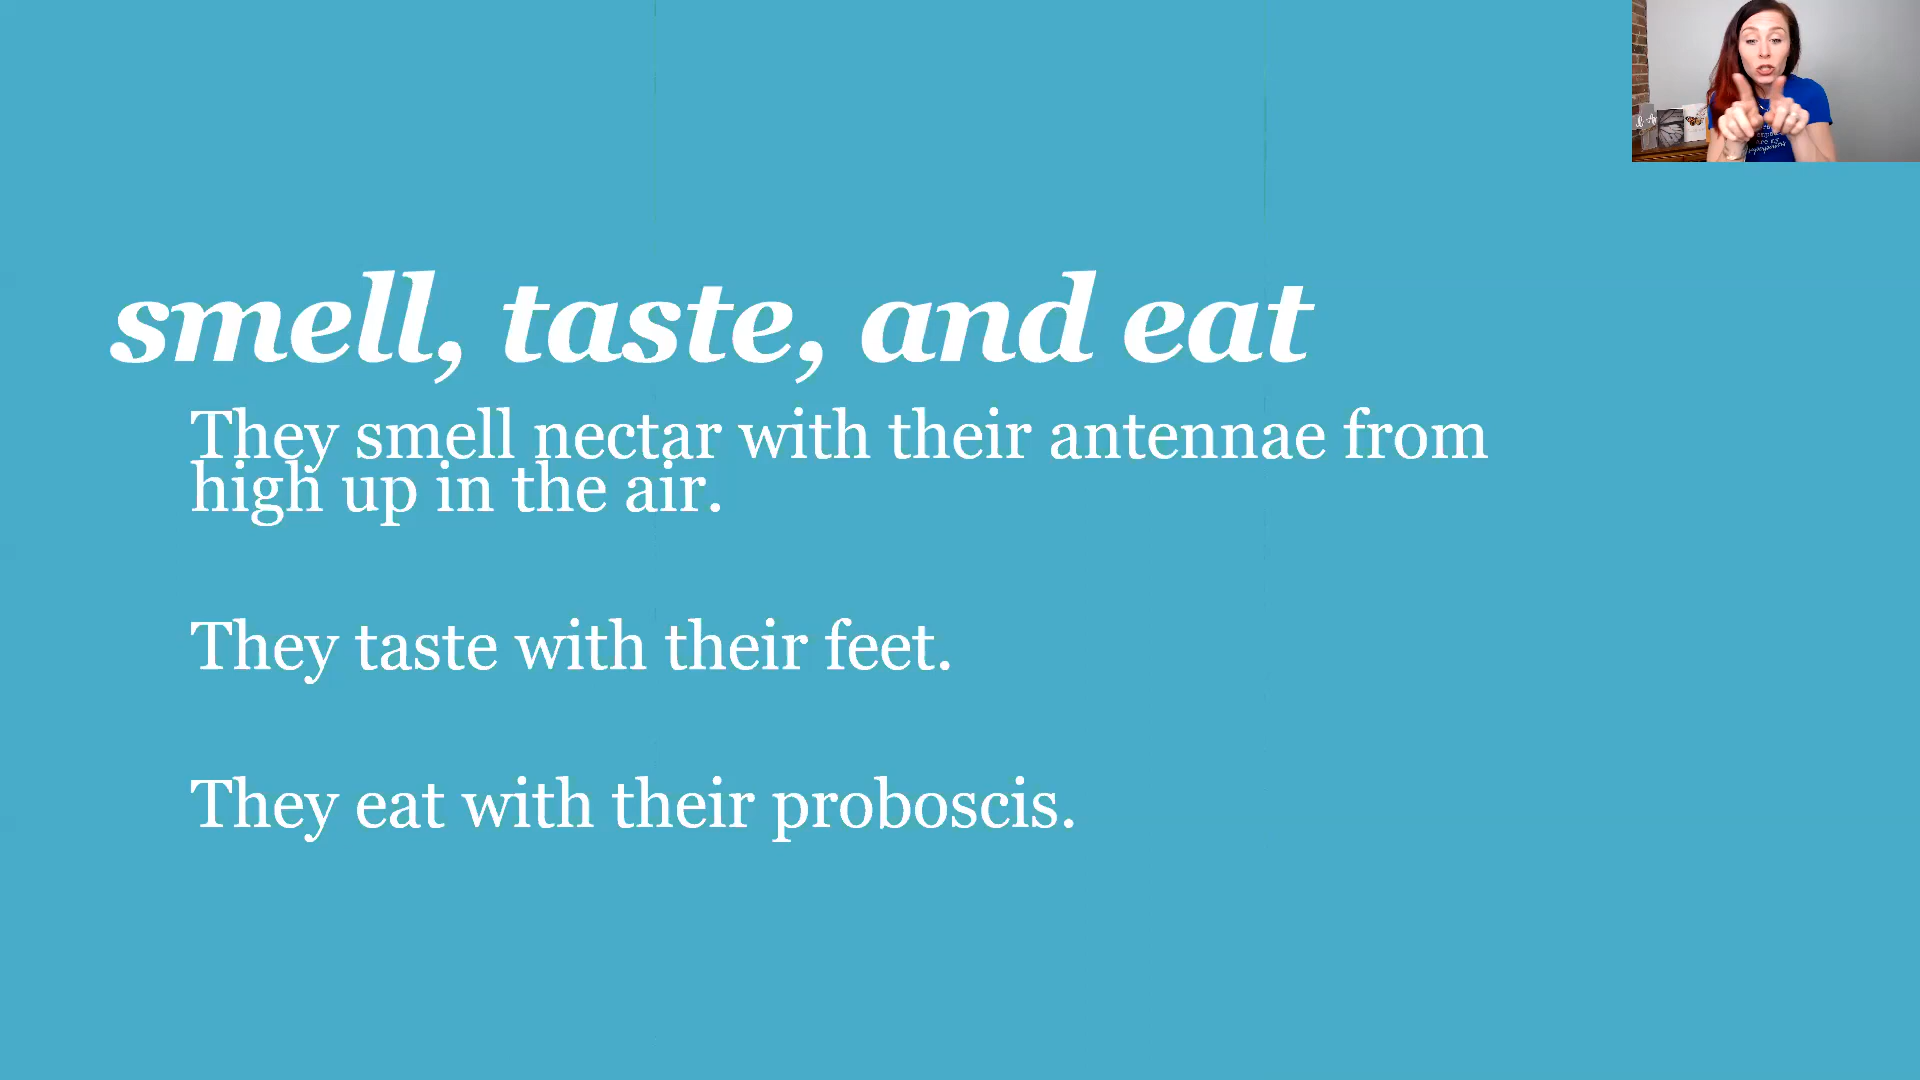 smell, taste, and eat
They smell nectar with their antennae from
high up in the air.
They taste with their feet.
They eat with their proboscis.